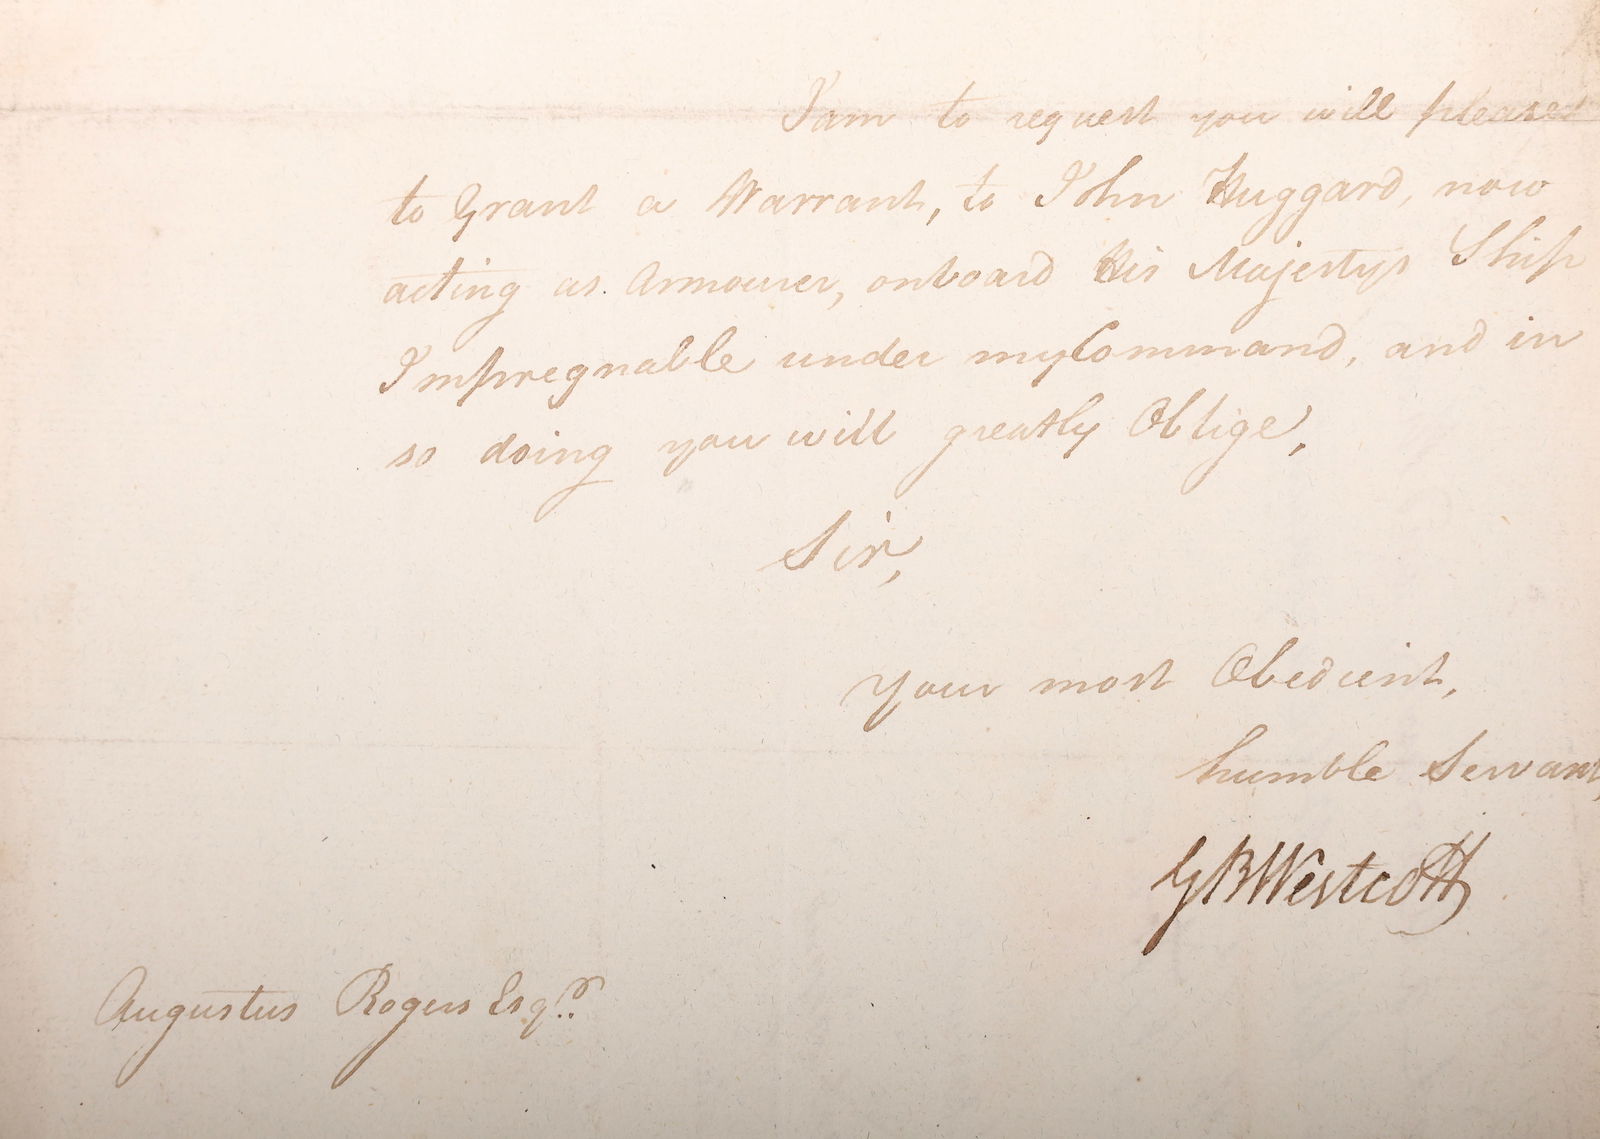 I am to request you will please
to Grant a Warrant, to John Huggard, now
acting as Armourer, onboard His Majestys Ship
Impregnable under my Command, and in
so doing you will greatly Oblige,
Sir,
Your most Obedient,
humble Servant,
G B Westcott
Augustus Rogers Esqr.